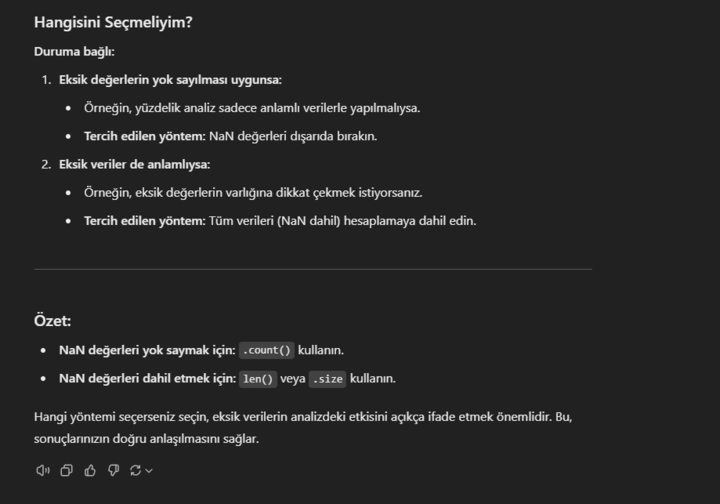 Hangisini Seçmeliyim?
Duruma bağlı:
1. Eksik değerlerin yok sayılması uygunsa:
• Örneğin, yüzdelik analiz sadece anlamlı verilerle yapılmalıysa.
• Tercih edilen yöntem: NaN değerleri dışarıda bırakın.
2. Eksik veriler de anlamlıysa:
• Örneğin, eksik değerlerin varlığına dikkat çekmek istiyorsanız.
• Tercih edilen yöntem: Tüm verileri (NaN dahil) hesaplamaya dahil edin.
Özet:
• NaN değerleri yok saymak için: .count() kullanın.
• NaN değerleri dahil etmek için: len() veya .size kullanın.
Hangi yöntemi seçerseniz seçin, eksik verilerin analizdeki etkisini açıkça ifade etmek önemlidir. Bu,
sonuçlarınızın doğru anlaşılmasını sağlar.